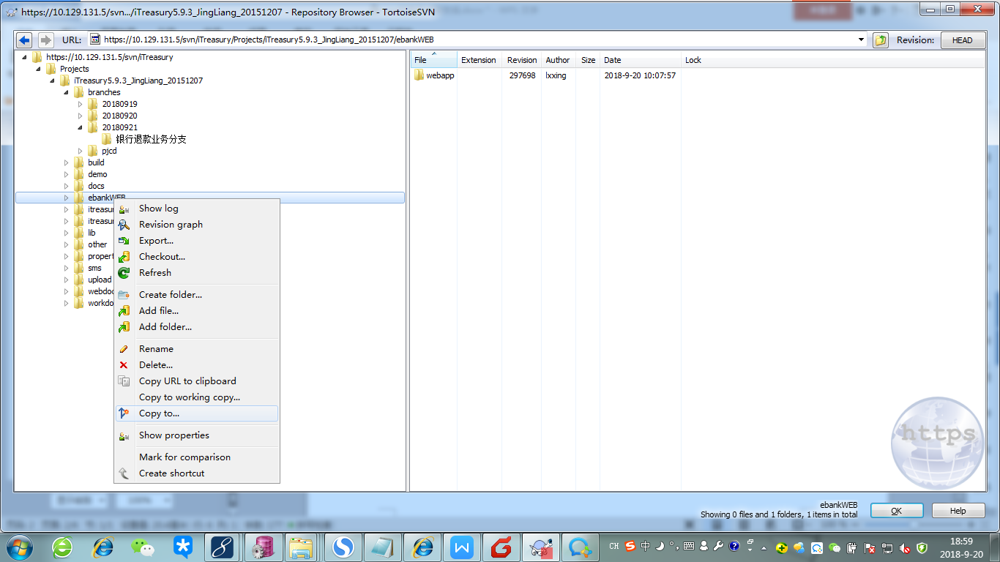 https://10.129.131.5/svn.../iTreasury5.9.3_JingLiang_20151207 - Repository Browser - TortoiseSVN
URL: https://10.129.131.5/svn/iTreasury/Projects/iTreasury5.9.3_JingLiang_20151207/ebankWEB Revision: HEAD
https://10.129.131.5/svn/iTreasury
Projects
iTreasury5.9.3_JingLiang_20151207
branches
20180919
20180920
20180921
银行退款业务分支
pjcd
build
demo
docs
ebankWEB
itreasu
itreasu
lib
other
propert
sms
upload
webdoc
workdo
Show log
Revision graph
Export...
Checkout...
Refresh
Create folder...
Add file...
Add folder...
Rename
Delete...
Copy URL to clipboard
Copy to working copy...
Copy to...
Show properties
Mark for comparison
Create shortcut
File Extension Revision Author Size Date Lock
webapp 297698 lxxing 2018-9-20 10:07:57
https
ebankWEB
Showing 0 files and 1 folders, 1 items in total
OK Help
CH 中
18:59
2018-9-20